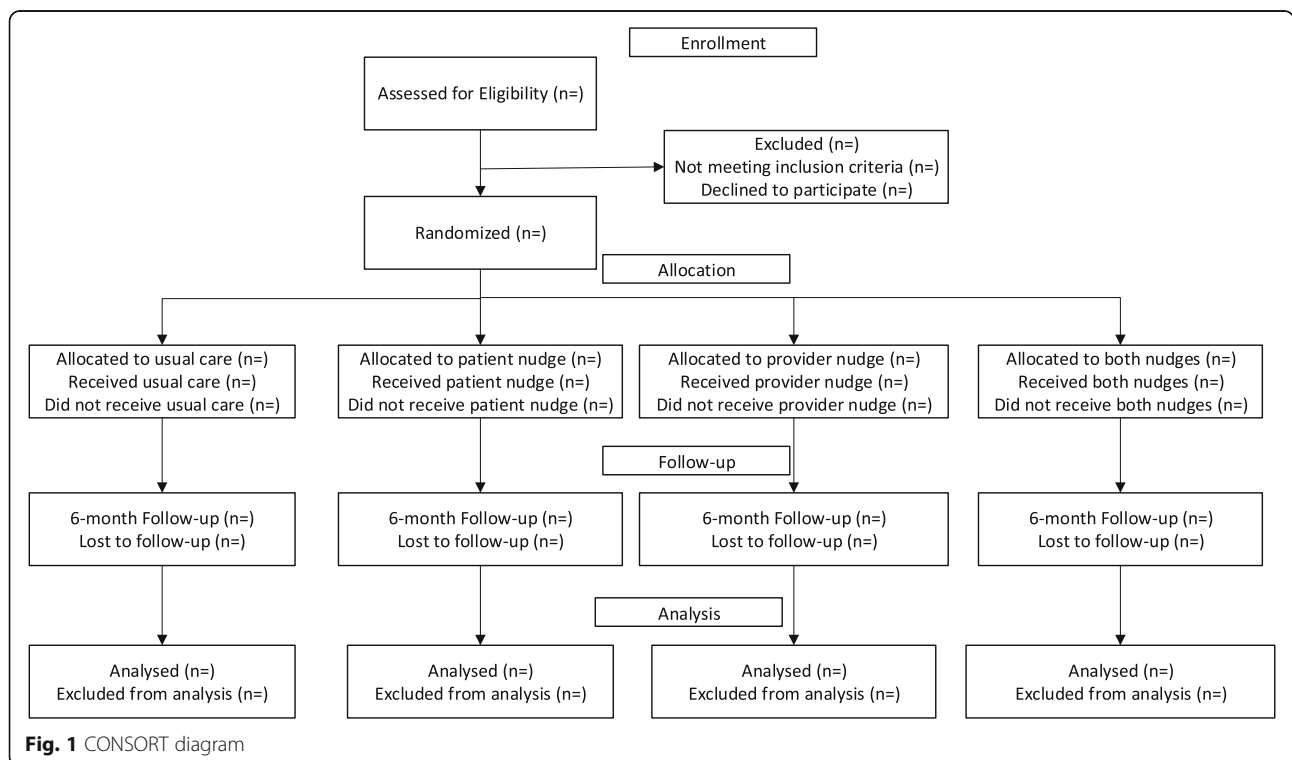 Enrollment
Assessed for Eligibility (n=)
Excluded (n=)
Not meeting inclusion criteria (n=)
Declined to participate (n=)
Randomized (n=)
Allocation
Allocated to usual care (n=)
Received usual care (n=)
Did not receive usual care (n=)
Allocated to patient nudge (n=)
Received patient nudge (n=)
Did not receive patient nudge (n=)
Allocated to provider nudge (n=)
Received provider nudge (n=)
Did not receive provider nudge (n=)
Allocated to both nudges (n=)
Received both nudges (n=)
Did not receive both nudges (n=)
Follow-up
6-month Follow-up (n=)
Lost to follow-up (n=)
6-month Follow-up (n=)
Lost to follow-up (n=)
6-month Follow-up (n=)
Lost to follow-up (n=)
6-month Follow-up (n=)
Lost to follow-up (n=)
Analysis
Analysed (n=)
Excluded from analysis (n=)
Analysed (n=)
Excluded from analysis (n=)
Analysed (n=)
Excluded from analysis (n=)
Analysed (n=)
Excluded from analysis (n=)
Fig. 1 CONSORT diagram